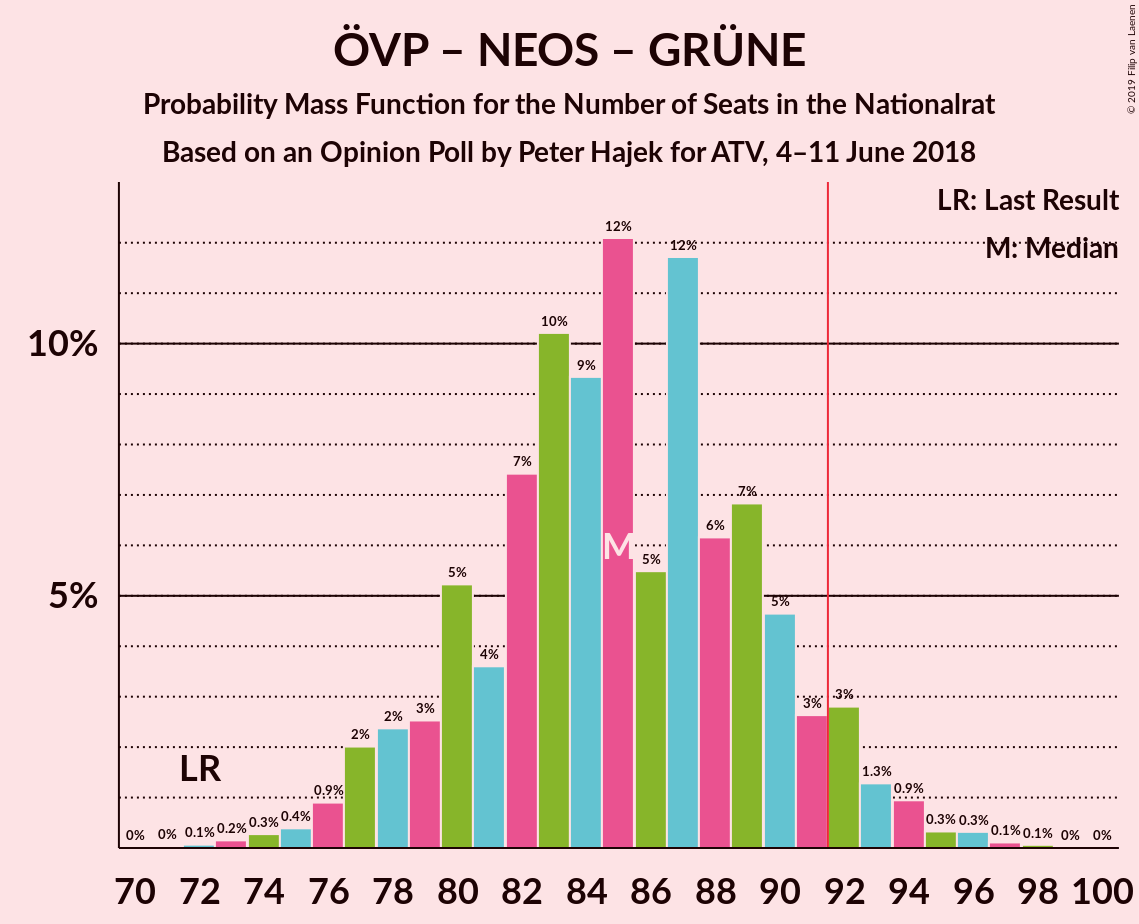 ÖVP – NEOS – GRÜNE
Probability Mass Function for the Number of Seats in the Nationalrat
Based on an Opinion Poll by Peter Hajek for ATV, 4–11 June 2018
© 2019 Filip van Laenen
LR: Last Result
M: Median
10%
5%
0% 0% 0.1% 0.2% 0.3% 0.4% 0.9% 2% 2% 3% 5% 4% 7% 10% 9% 12% 5% 12% 6% 7% 5% 3% 3% 1.3% 0.9% 0.3% 0.3% 0.1% 0.1% 0% 0%
M
LR
70 72 74 76 78 80 82 84 86 88 90 92 94 96 98 100